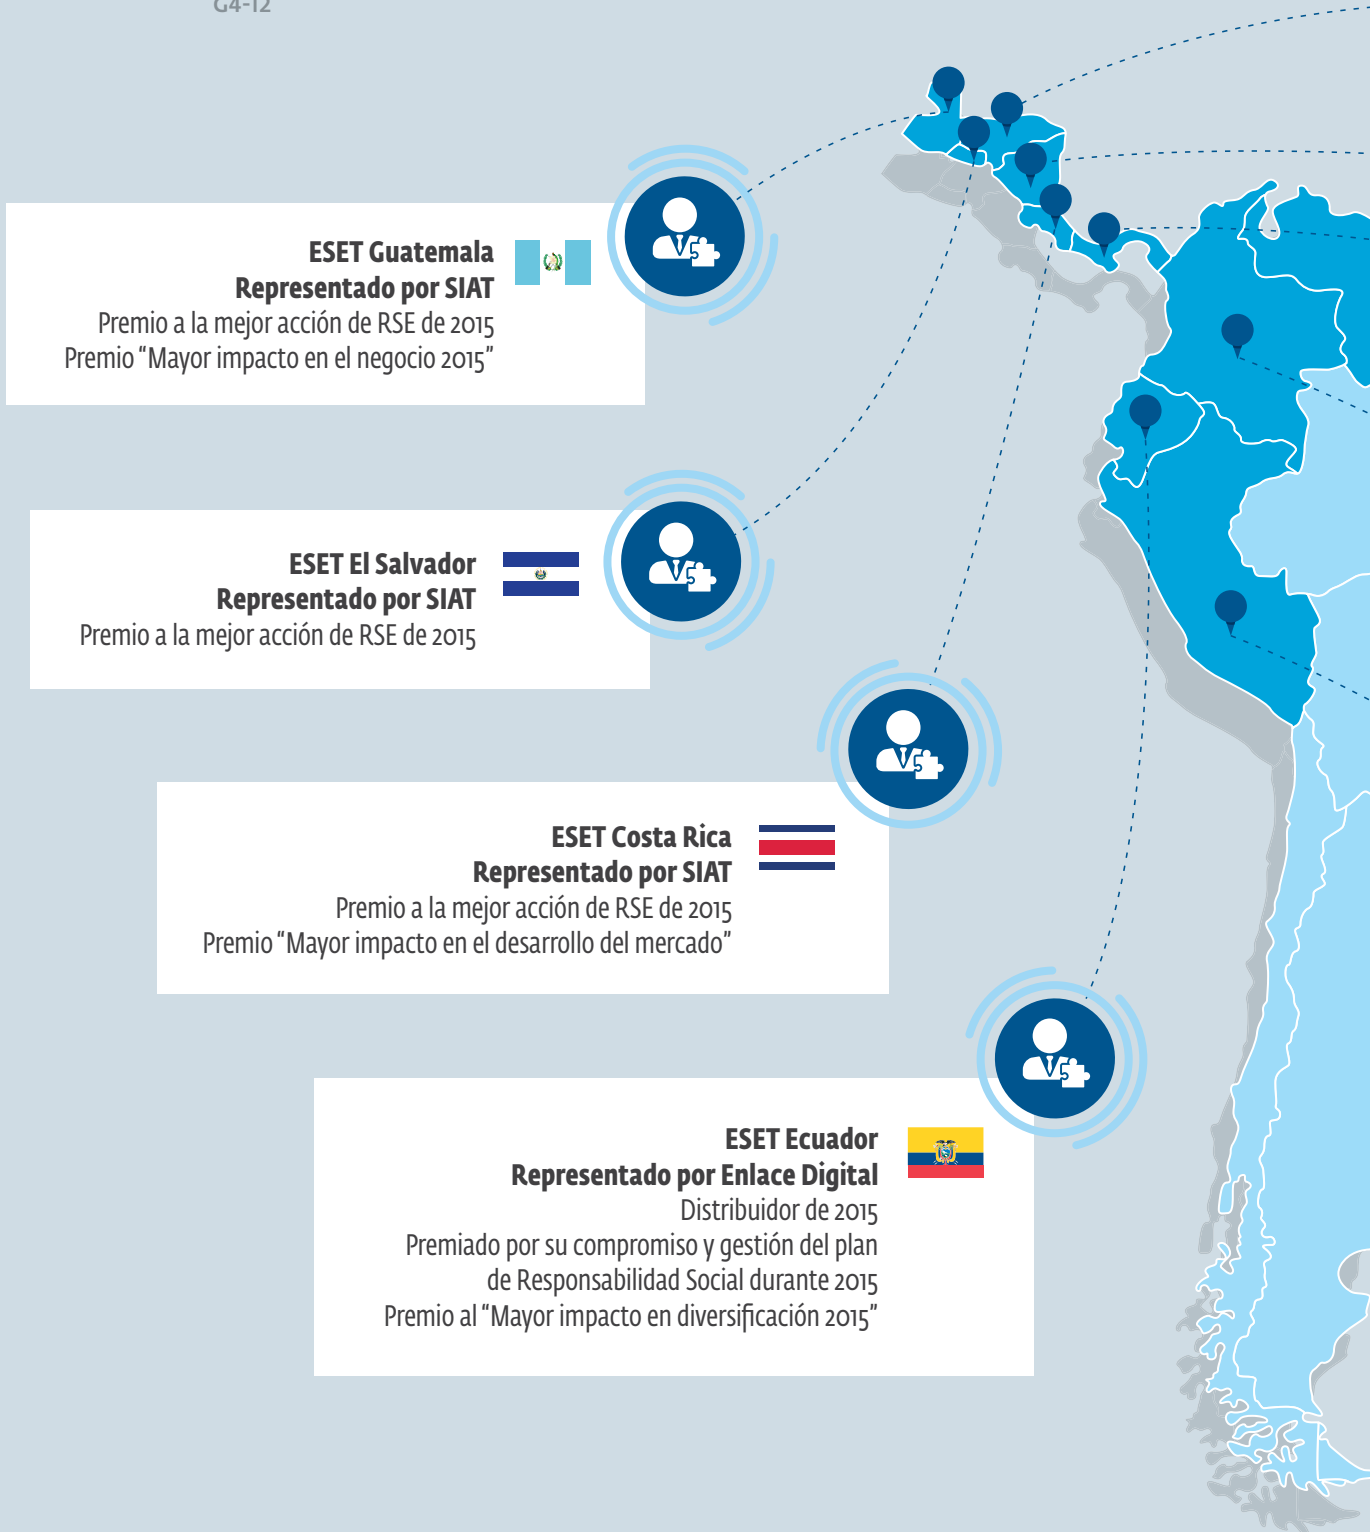 G4-12
ESET Guatemala
Representado por SIAT
Premio a la mejor acción de RSE de 2015
Premio “Mayor impacto en el negocio 2015”
ESET El Salvador
Representado por SIAT
Premio a la mejor acción de RSE de 2015
ESET Costa Rica
Representado por SIAT
Premio a la mejor acción de RSE de 2015
Premio “Mayor impacto en el desarrollo del mercado”
ESET Ecuador
Representado por Enlace Digital
Distribuidor de 2015
Premiado por su compromiso y gestión del plan
de Responsabilidad Social durante 2015
Premio al “Mayor impacto en diversificación 2015”